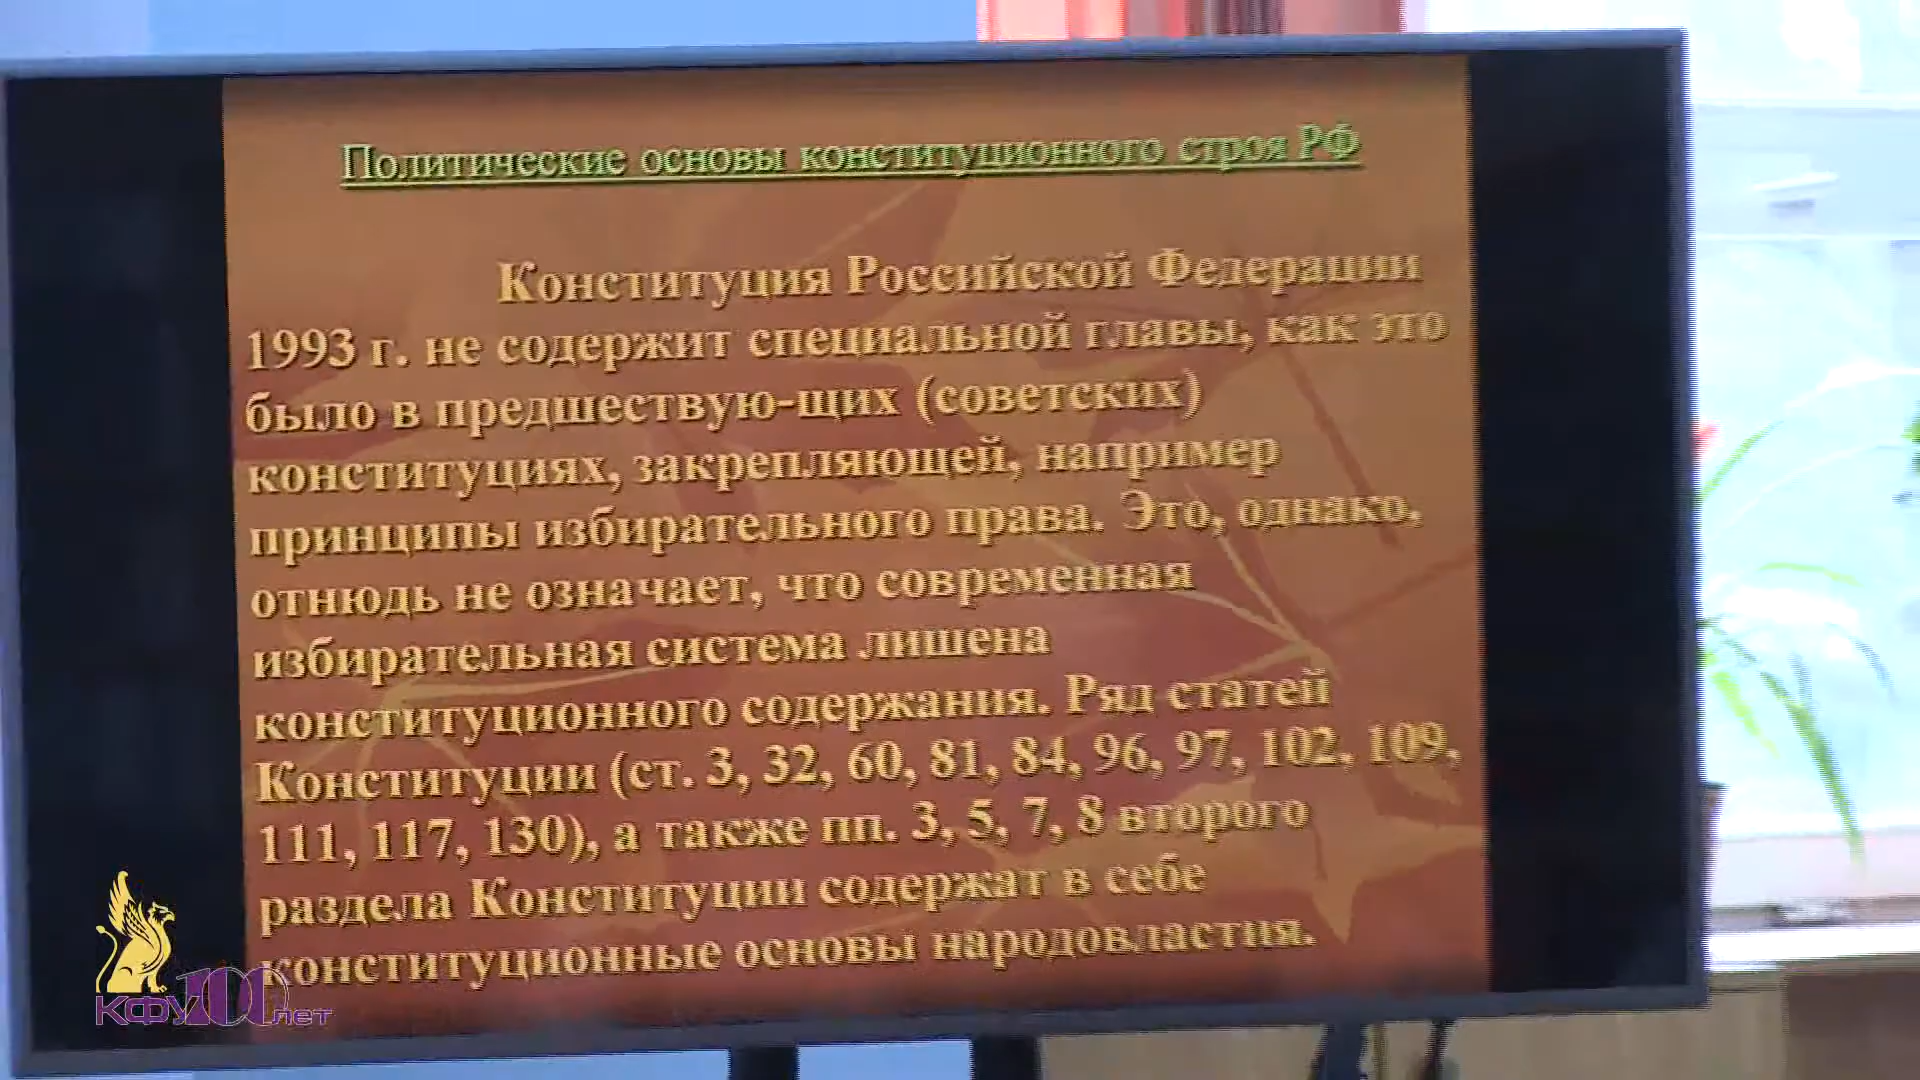 Политические основы конституционного строя РФ
Конституция Российской Федерации
1993 г. не содержит специальной главы, как это
было в предшествую-щих (советских)
конституциях, закрепляющей, например
принципы избирательного права. Это, однако,
отнюдь не означает, что современная
избирательная система лишена
конституционного содержания. Ряд статей
Конституции (ст. 3, 32, 60, 81, 84, 96, 97, 102, 109,
111, 117, 130), а также пп. 3, 5, 7, 8 второго
раздела Конституции содержат в себе
конституционные основы народовластия.
КФУ 100 лет